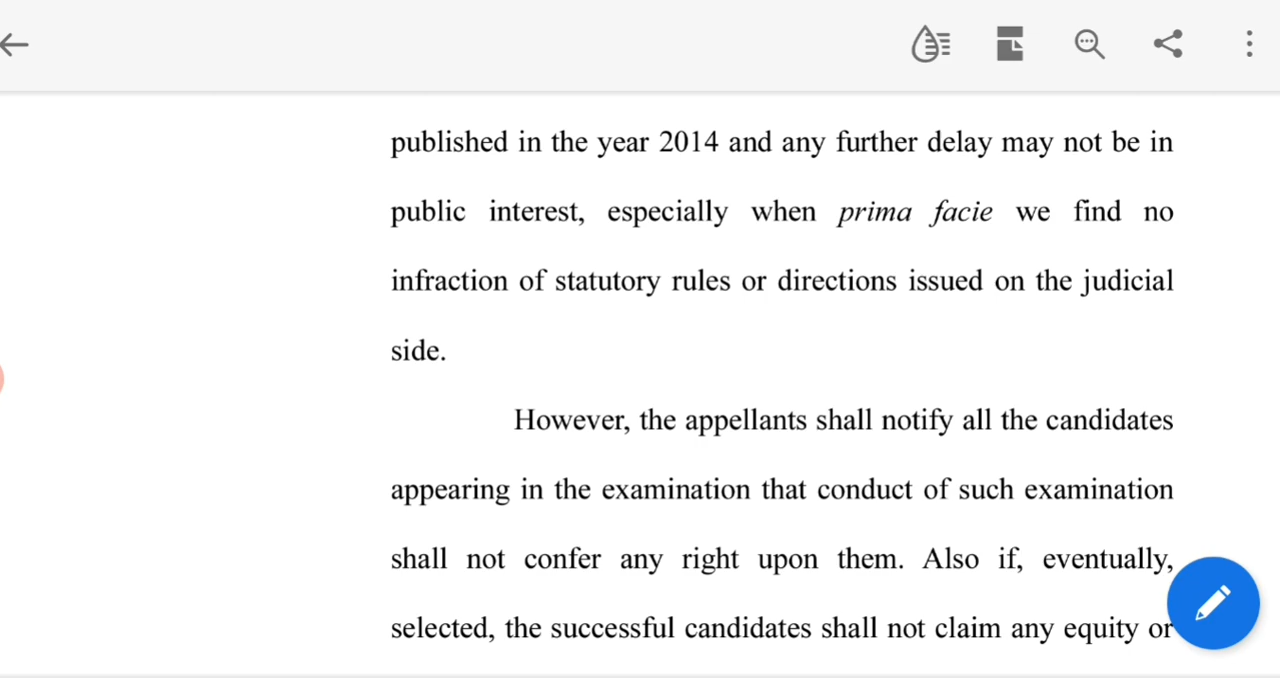 published in the year 2014 and any further delay may not be in
public interest, especially when prima facie we find no
infraction of statutory rules or directions issued on the judicial
side.
However, the appellants shall notify all the candidates
appearing in the examination that conduct of such examination
shall not confer any right upon them. Also if, eventually,
selected, the successful candidates shall not claim any equity or